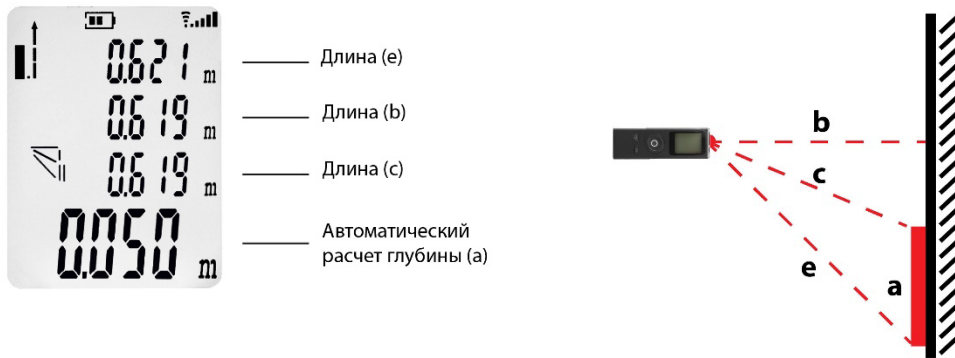 0.621 m
Длина (e)
0.619 m
Длина (b)
0.619 m
Длина (c)
0.050 m
Автоматический
расчет глубины (a)
b
c
e
a